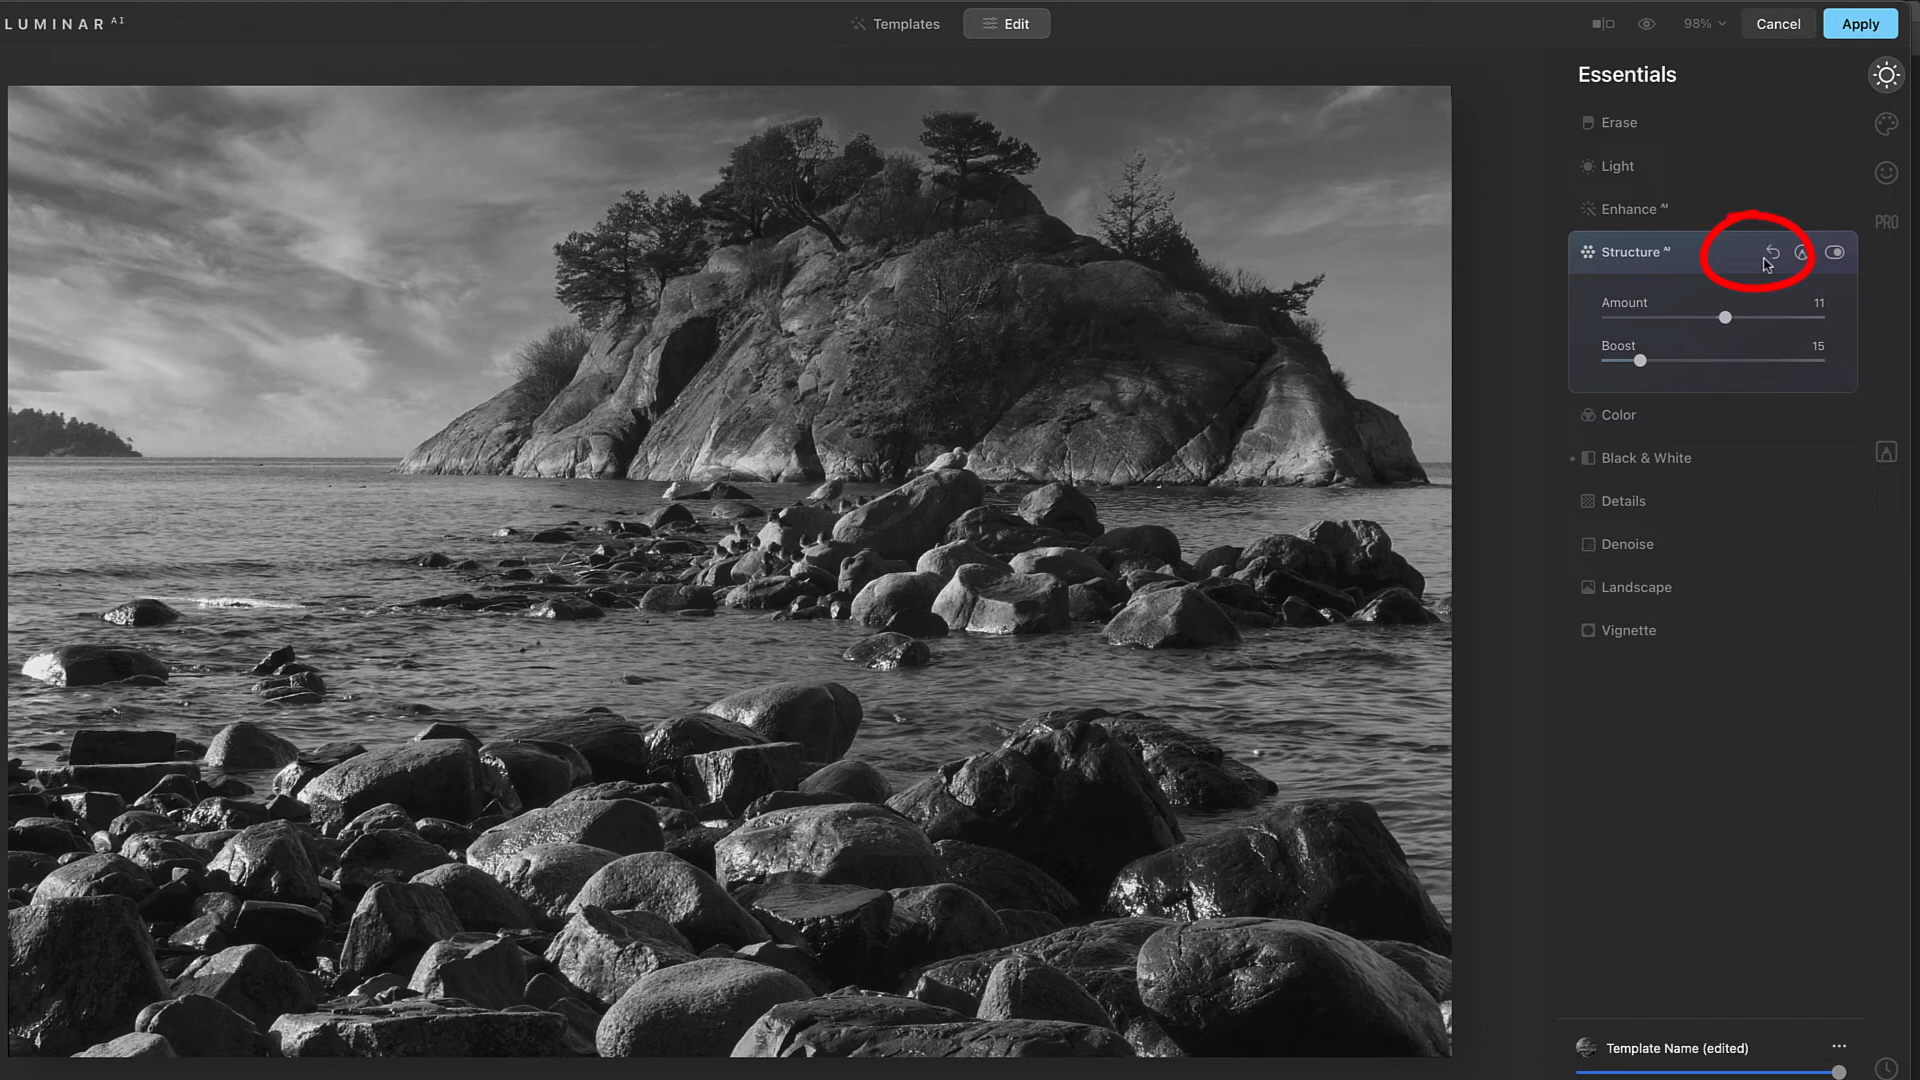 LUMINAR AI
Templates
Edit
98%
Cancel
Apply
Essentials
Erase
Light
Enhance AI
PRO
Structure AI
Amount 11
Boost 15
Color
Black & White
Details
Denoise
Landscape
Vignette
Template Name (edited)